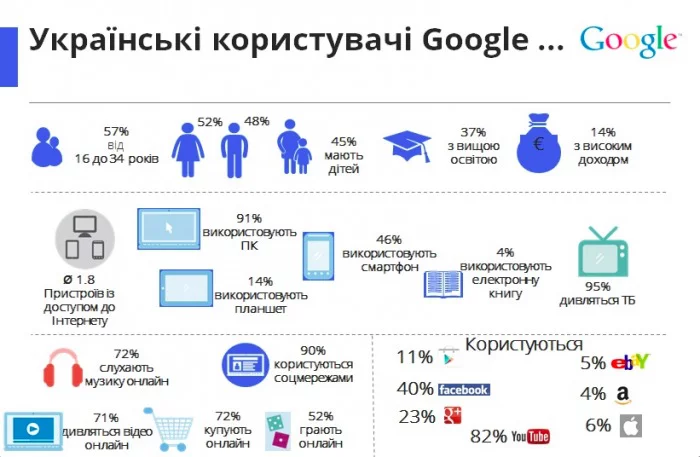 Українські користувачі Google ...
Google
57%
від
16 до 34 років
52%
48%
45%
мають
дітей
37%
з вищою
освітою
€
14%
з високим
доходом
Ø 1.8
Пристроїв із
доступом до
Інтернету
91%
використовують
ПК
14%
використовують
планшет
46%
використовують
смартфон
4%
використовують
електронну
книгу
95%
дивляться ТБ
72%
слухають
музику онлайн
90%
користуються
соцмережами
71%
дивляться відео
онлайн
72%
купують
онлайн
52%
грають
онлайн
Користуються
11%
40% facebook
23% g+
82% YouTube
5% ebay
4% a
6%